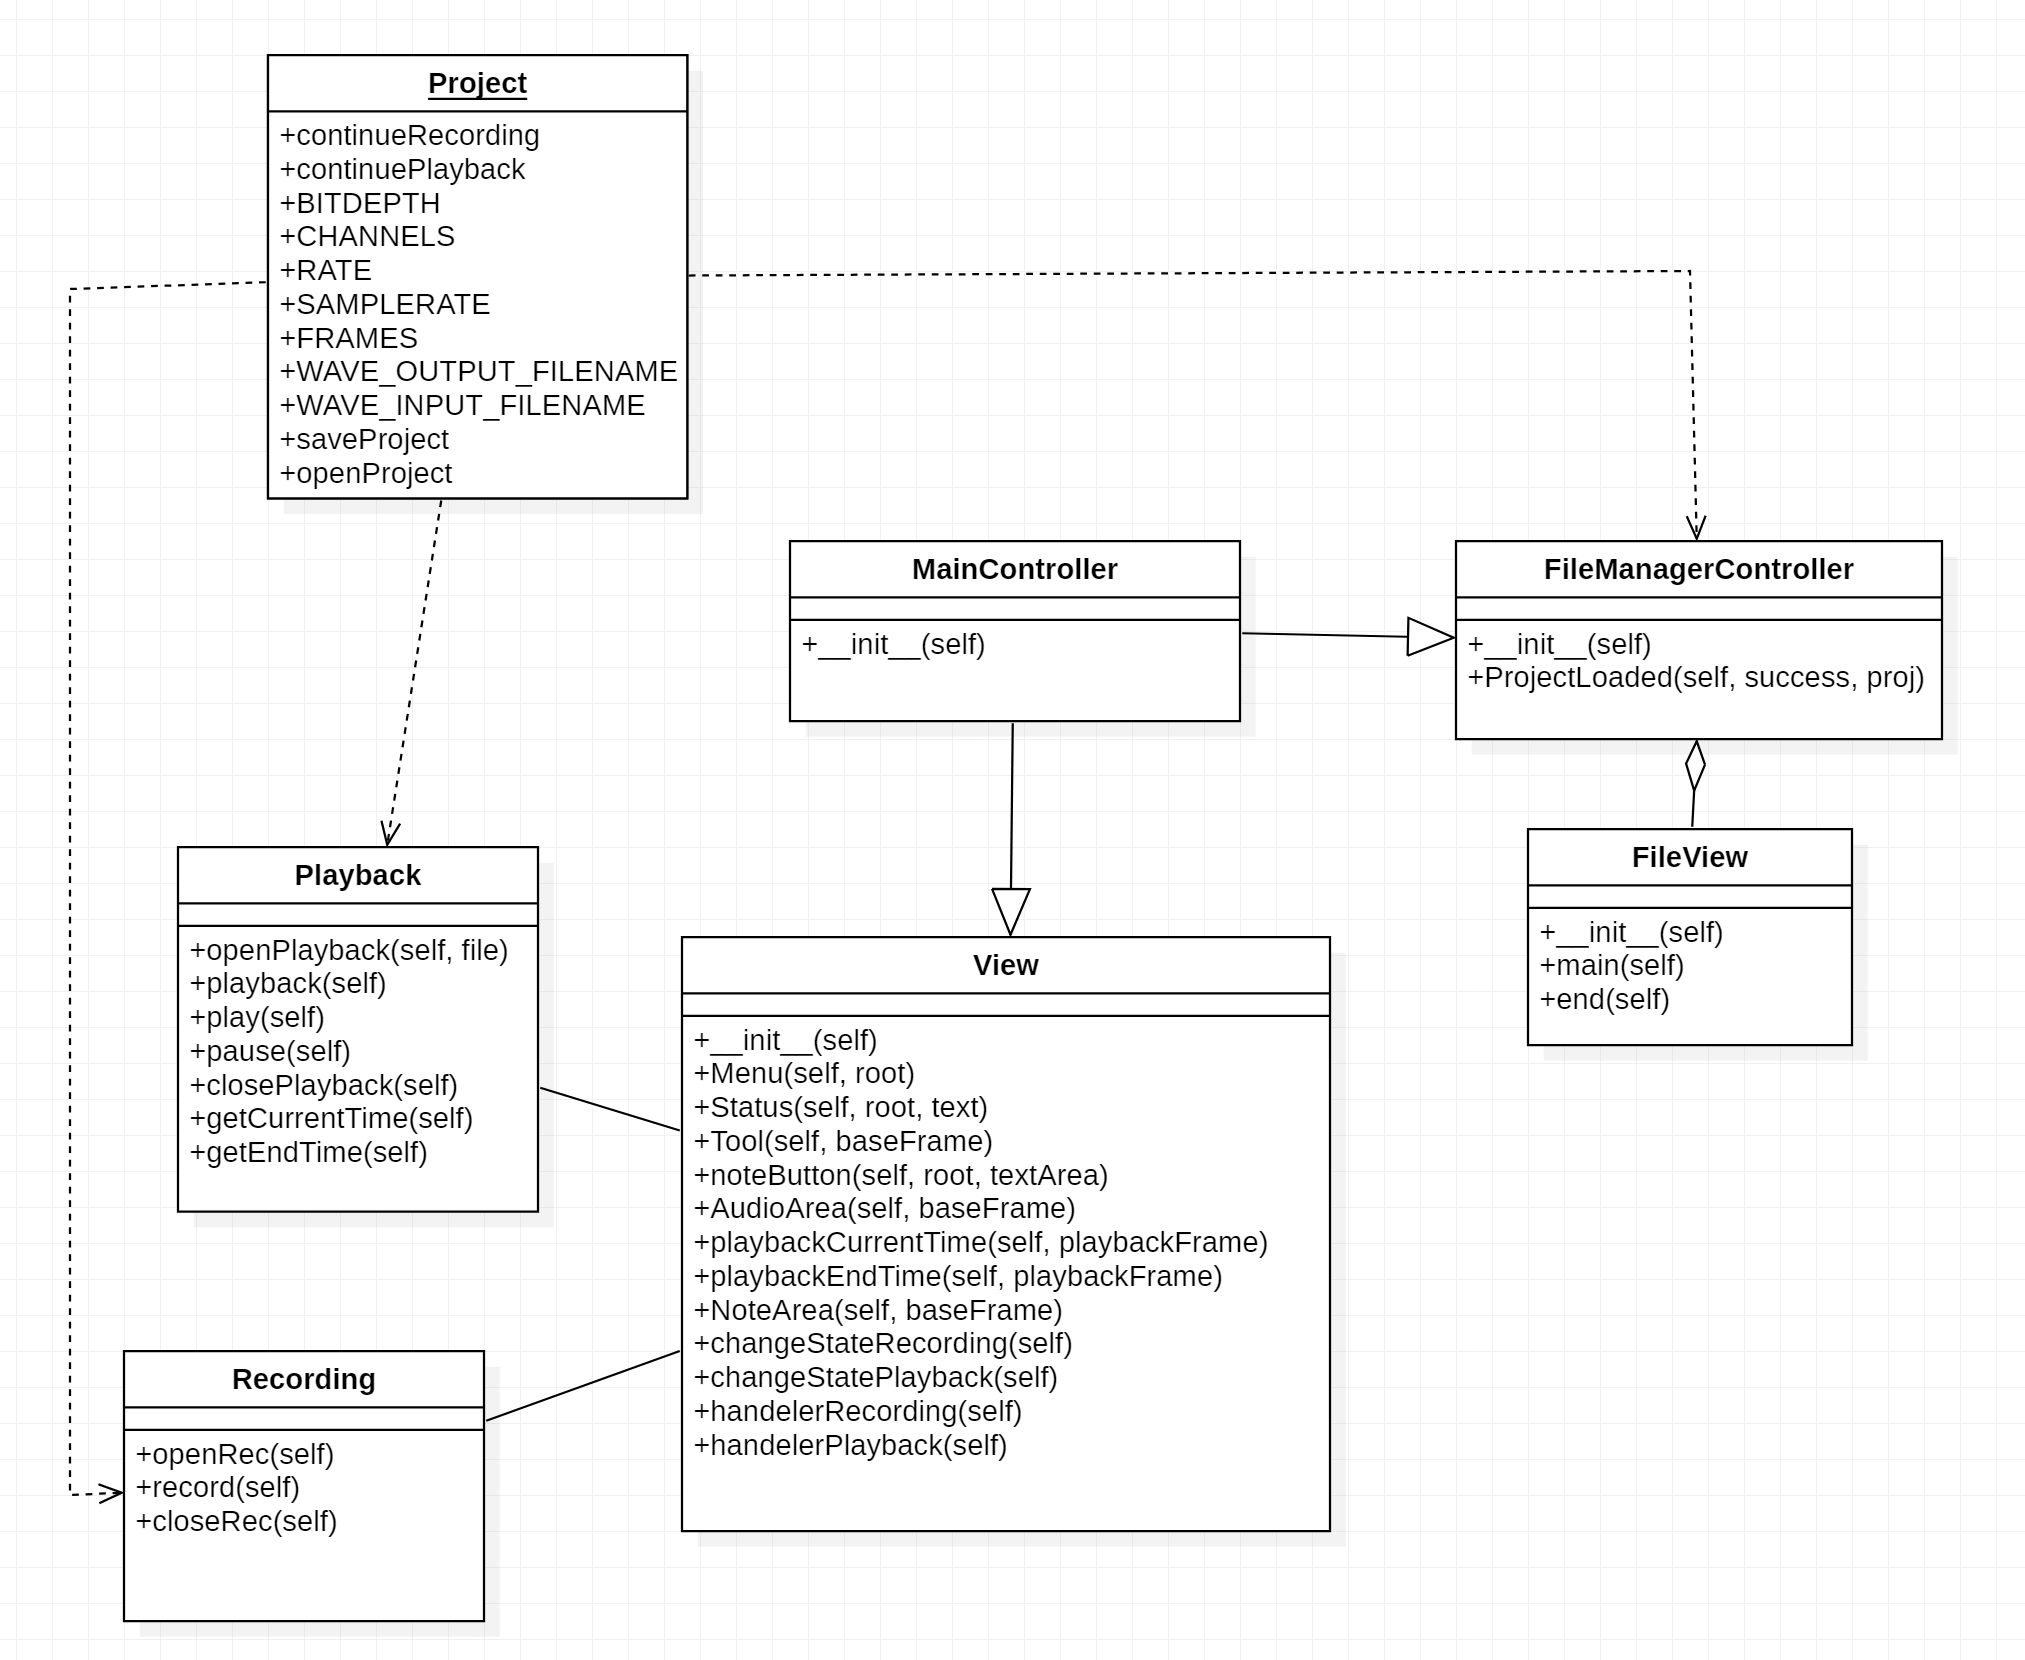 Project
+continueRecording
+continuePlayback
+BITDEPTH
+CHANNELS
+RATE
+SAMPLERATE
+FRAMES
+WAVE_OUTPUT_FILENAME
+WAVE_INPUT_FILENAME
+saveProject
+openProject
MainController
+__init__(self)
FileManagerController
+__init__(self)
+ProjectLoaded(self, success, proj)
Playback
+openPlayback(self, file)
+playback(self)
+play(self)
+pause(self)
+closePlayback(self)
+getCurrentTime(self)
+getEndTime(self)
View
+__init__(self)
+Menu(self, root)
+Status(self, root, text)
+Tool(self, baseFrame)
+noteButton(self, root, textArea)
+AudioArea(self, baseFrame)
+playbackCurrentTime(self, playbackFrame)
+playbackEndTime(self, playbackFrame)
+NoteArea(self, baseFrame)
+changeStateRecording(self)
+changeStatePlayback(self)
+handelerRecording(self)
+handelerPlayback(self)
FileView
+__init__(self)
+main(self)
+end(self)
Recording
+openRec(self)
+record(self)
+closeRec(self)